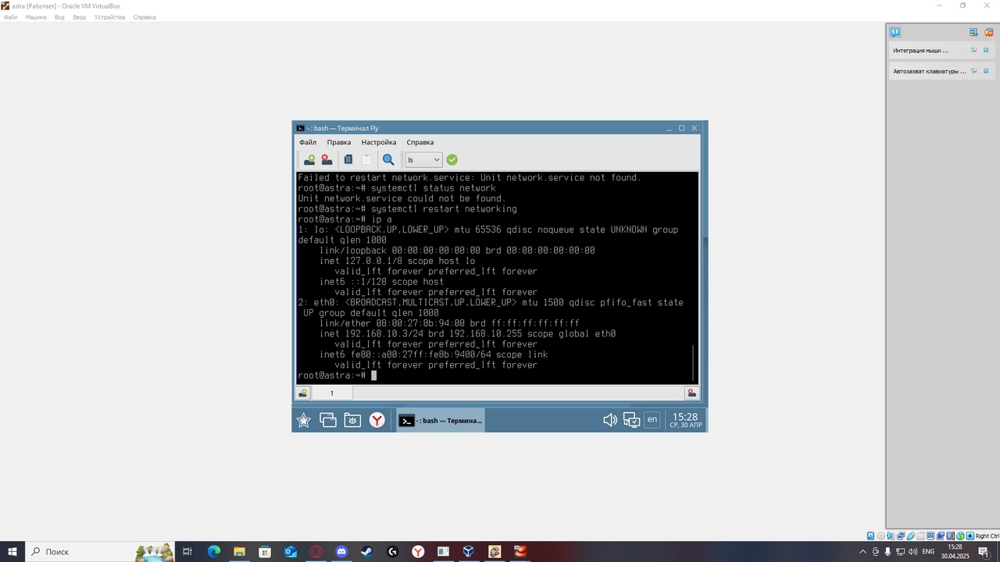 astra [Работает] - Oracle VM VirtualBox
Файл Машина Вид Ввод Устройства Справка
Интеграция мыши ...
Автозахват клавиатуры ...
- : bash — Терминал Fly
Файл Правка Настройка Справка
ls
Failed to restart network.service: Unit network.service not found.
root@astra:~# systemctl status network
Unit network.service could not be found.
root@astra:~# systemctl restart networking
root@astra:~# ip a
1: lo: <LOOPBACK,UP,LOWER_UP> mtu 65536 qdisc noqueue state UNKNOWN group
default qlen 1000
link/loopback 00:00:00:00:00:00 brd 00:00:00:00:00:00
inet 127.0.0.1/8 scope host lo
valid_lft forever preferred_lft forever
inet6 ::1/128 scope host
valid_lft forever preferred_lft forever
2: eth0: <BROADCAST,MULTICAST,UP,LOWER_UP> mtu 1500 qdisc pfifo_fast state
UP group default qlen 1000
link/ether 08:00:27:8b:94:00 brd ff:ff:ff:ff:ff:ff
inet 192.168.10.3/24 brd 192.168.10.255 scope global eth0
valid_lft forever preferred_lft forever
inet6 fe80::a00:27ff:fe8b:9400/64 scope link
valid_lft forever preferred_lft forever
root@astra:~#
1
- : bash — Термина...
en
15:28
СР, 30 АПР
Right Ctrl
Поиск
ENG
15:28
30.04.2025